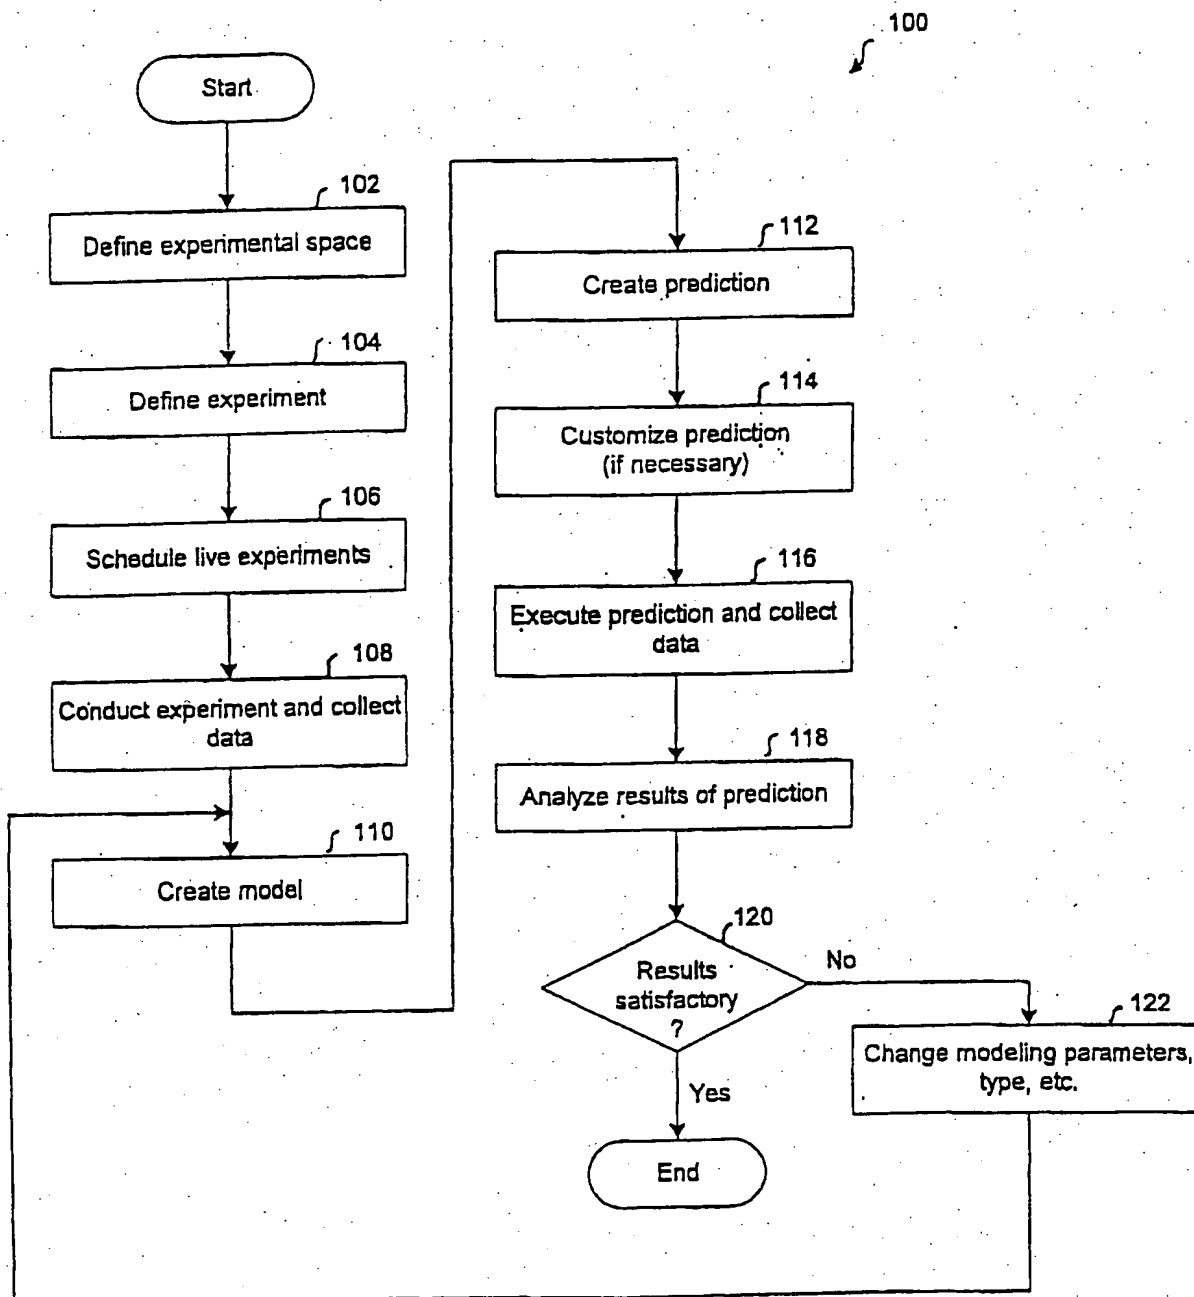 100
Start
102
Define experimental space
104
Define experiment
106
Schedule live experiments
108
Conduct experiment and collect
data
110
Create model
112
Create prediction
114
Customize prediction
(if necessary)
116
Execute prediction and collect
data
118
Analyze results of prediction
120
Results
satisfactory
?
No
Yes
122
Change modeling parameters,
type, etc.
End